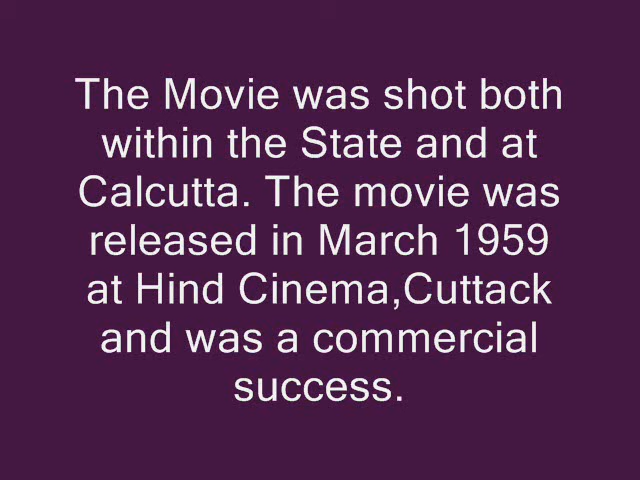 The Movie was shot both
within the State and at
Calcutta. The movie was
released in March 1959
at Hind Cinema,Cuttack
and was a commercial
success.